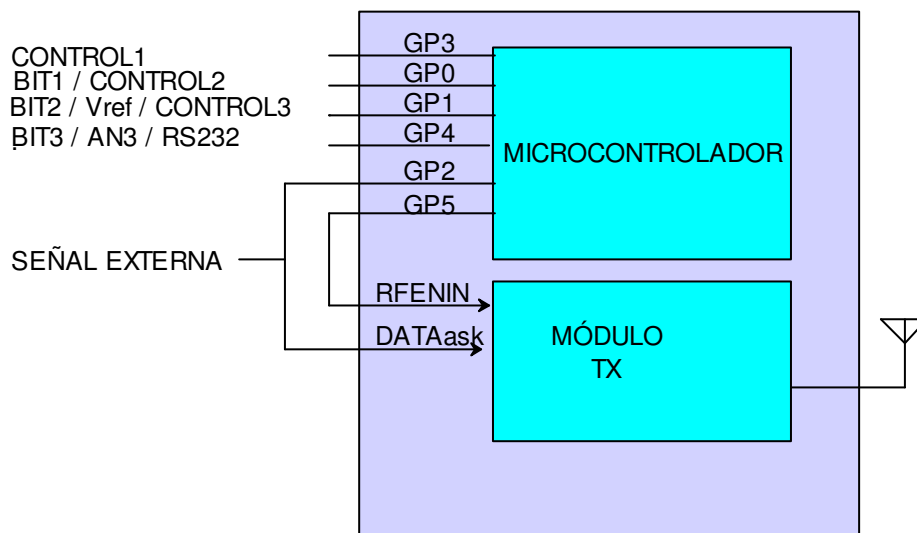 CONTROL1
BIT1 / CONTROL2
BIT2 / Vref / CONTROL3
BIT3 / AN3 / RS232
SEÑAL EXTERNA
GP3
GP0
GP1
GP4
GP2
GP5
RFENIN
DATAask
MICROCONTROLADOR
MÓDULO
TX